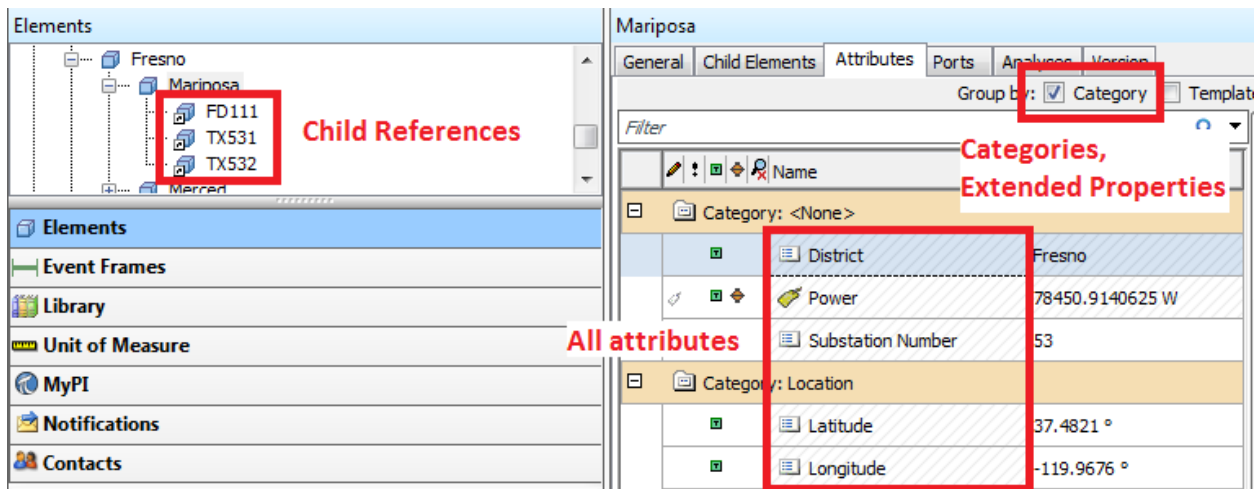 Elements
Fresno
Mariposa
FD111
TX531
TX532
Merced
Child References
Elements
Event Frames
Library
Unit of Measure
MyPI
Notifications
Contacts
Mariposa
General Child Elements Attributes Ports Analyses Version
Group by: Category Template
Filter
Categories,
Extended Properties
Name
Category: <None>
District Fresno
Power 78450.9140625 W
All attributes
Substation Number 53
Category: Location
Latitude 37.4821 °
Longitude -119.9676 °